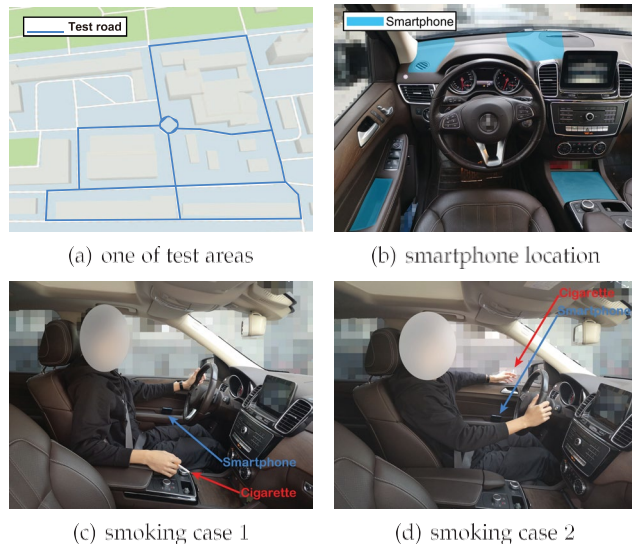 Test road
Smartphone
(a) one of test areas
(b) smartphone location
Smartphone
Cigarette
Cigarette
Smartphone
(c) smoking case 1
(d) smoking case 2